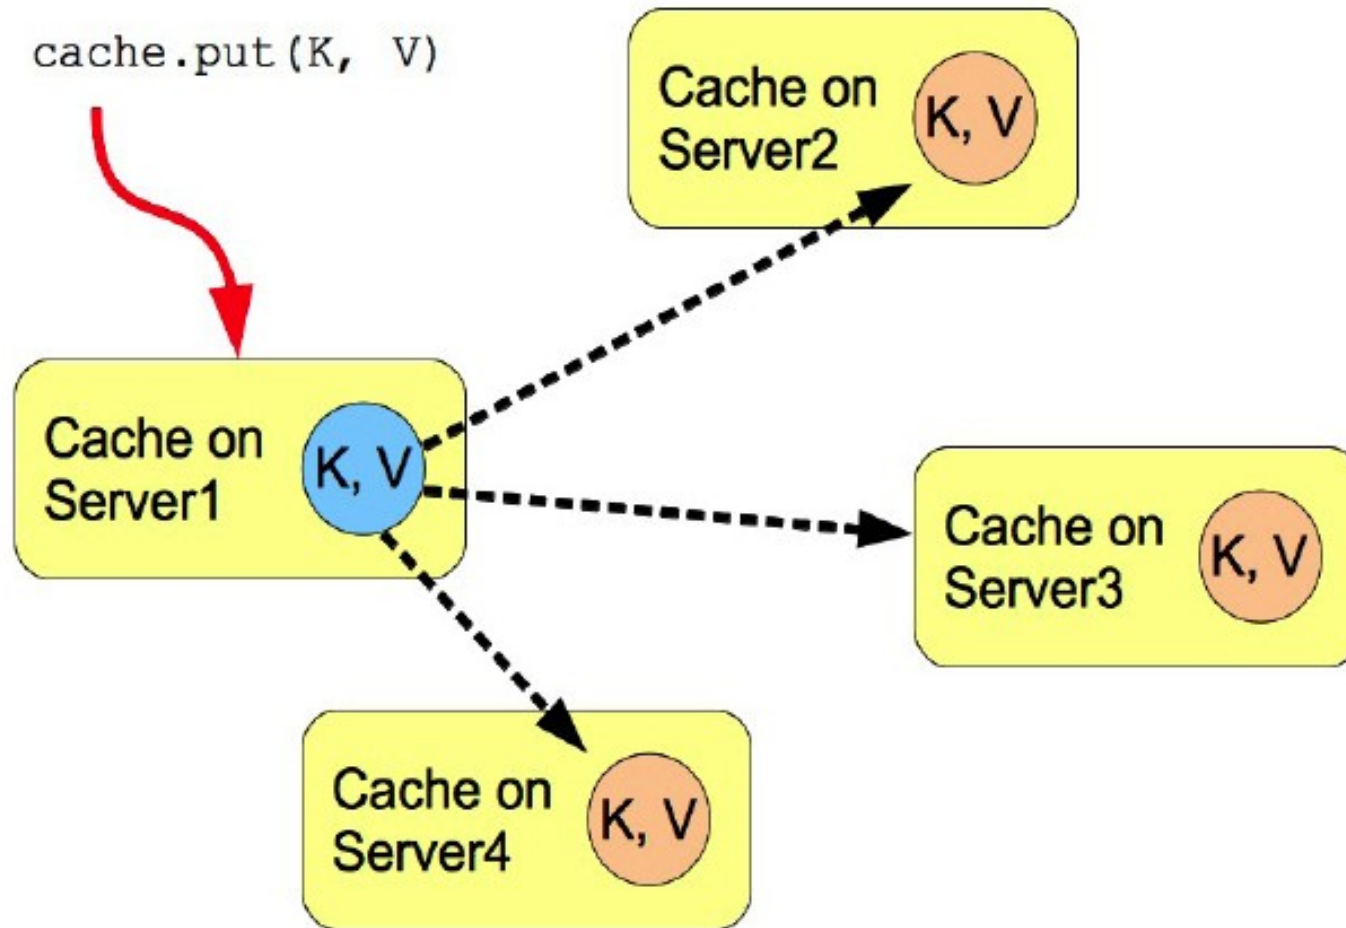 cache.put(K, V)
Cache on
Server2
K, V
Cache on
Server1
K, V
Cache on
Server3
K, V
Cache on
Server4
K, V